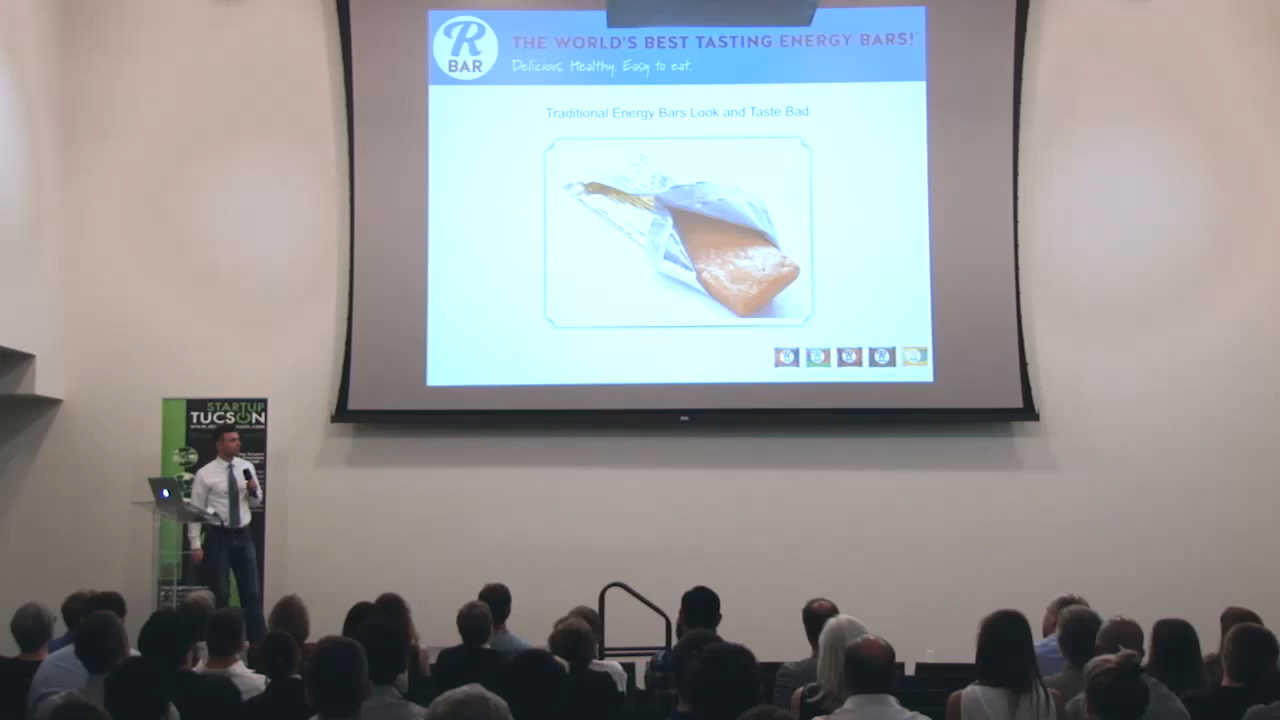 R
BAR
THE WORLD'S BEST TASTING ENERGY BARS!
Delicious. Healthy. Easy to eat.
Traditional Energy Bars Look and Taste Bad
STARTUP
TUCSON